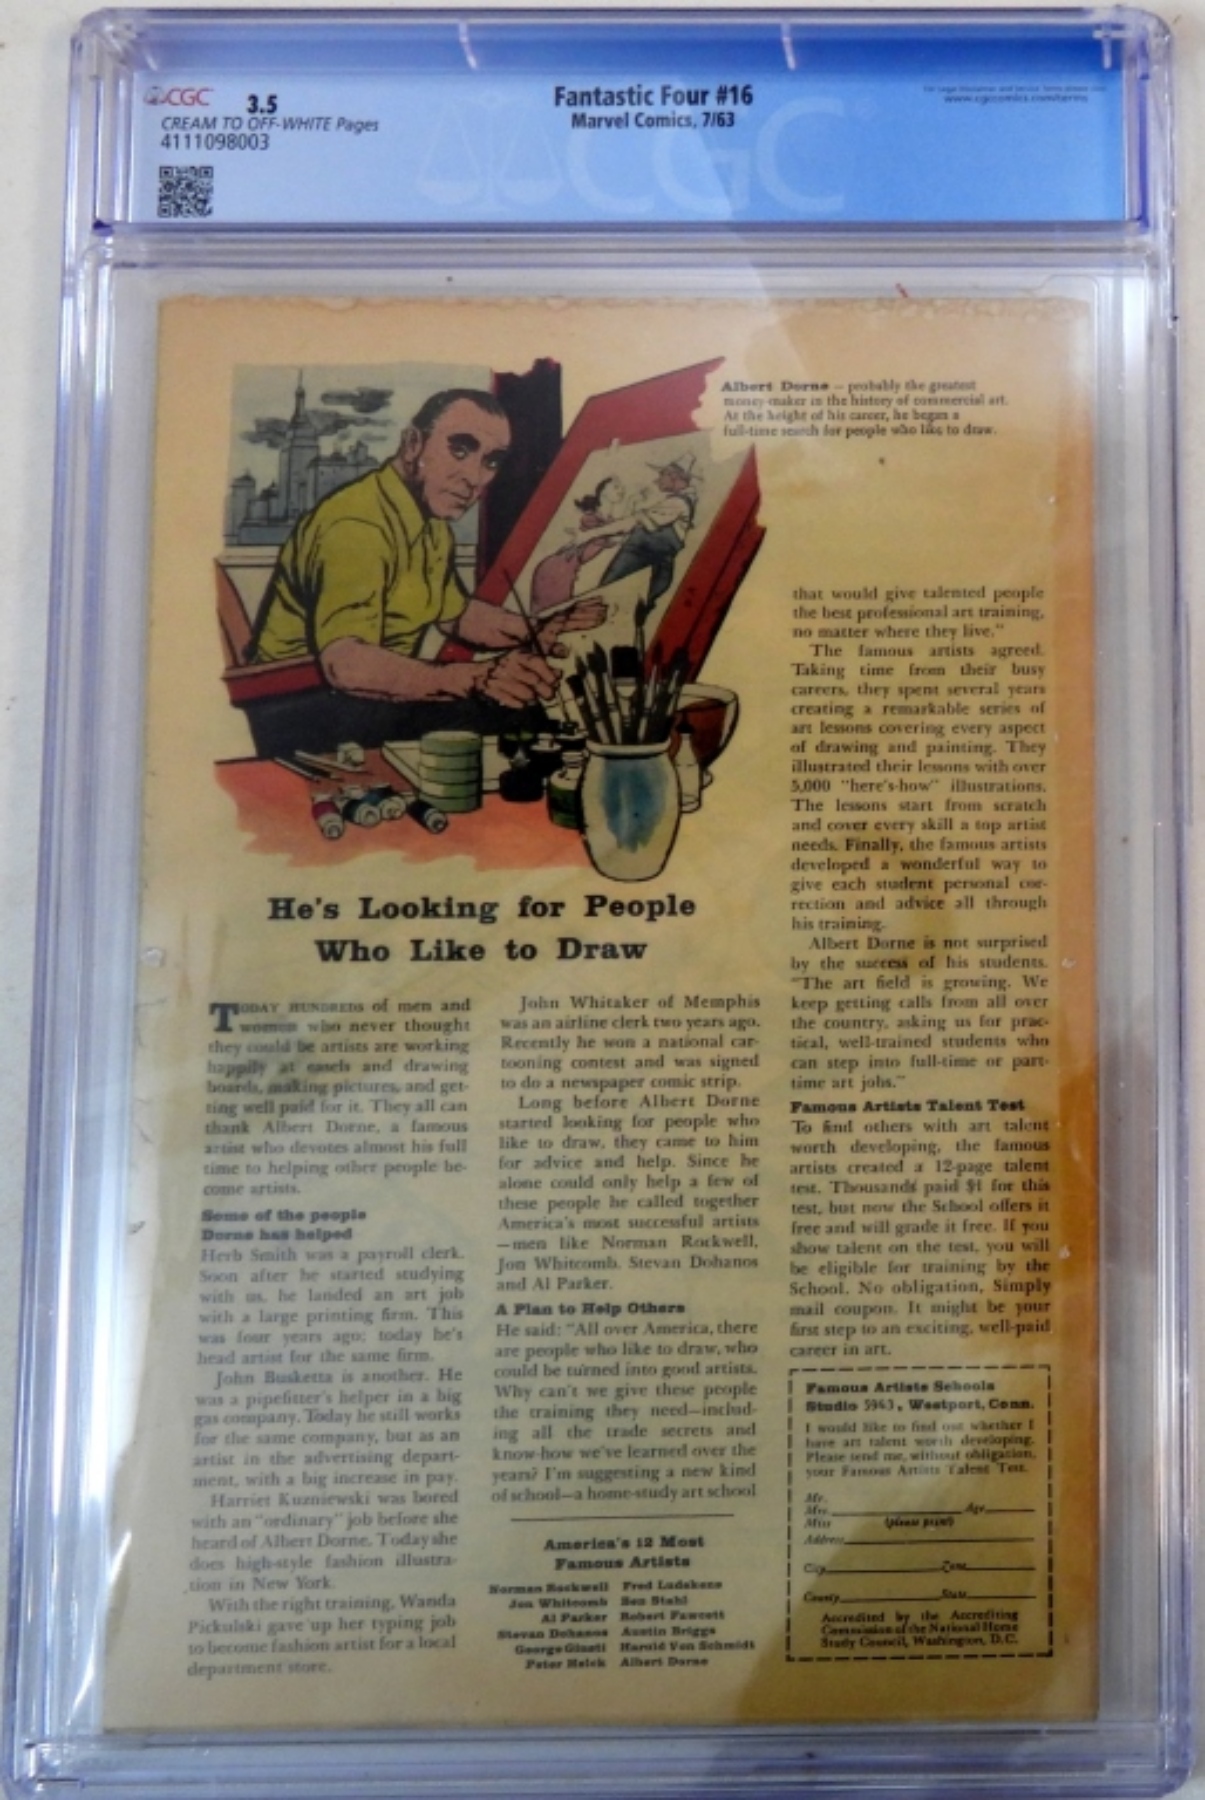 CGC 3.5
CREAM TO OFF-WHITE Pages
4111098003
Fantastic Four #16
Marvel Comics, 7/63
www.cgccomics.com/terms
CGC
Albert Dorne — probably the greatest
money-maker in the history of commercial art.
At the height of his career, he began a
full-time search for people who like to draw.
He's Looking for People
Who Like to Draw
TODAY HUNDREDS of men and
women who never thought
they could be artists are working
happily at easels and drawing
boards, making pictures, and get-
ting well paid for it. They all can
thank Albert Dorne, a famous
artist who devotes almost his full
time to helping other people be-
come artists.
Some of the people
Dorne has helped
Herb Smith was a payroll clerk.
Soon after he started studying
with us, he landed an art job
with a large printing firm. This
was four years ago; today he's
head artist for the same firm.
John Busketta is another. He
was a pipefitter's helper in a big
gas company. Today he still works
for the same company, but as an
artist in the advertising depart-
ment, with a big increase in pay.
Harriet Kuzniewski was bored
with an "ordinary" job before she
heard of Albert Dorne. Today she
does high-style fashion illustra-
tion in New York.
With the right training, Wanda
Pickulski gave up her typing job
to become fashion artist for a local
department store.
John Whitaker of Memphis
was an airline clerk two years ago.
Recently he won a national car-
tooning contest and was signed
to do a newspaper comic strip.
Long before Albert Dorne
started looking for people who
like to draw, they came to him
for advice and help. Since he
alone could only help a few of
these people he called together
America's most successful artists
—men like Norman Rockwell,
Jon Whitcomb, Stevan Dohanos
and Al Parker.
A Plan to Help Others
He said: "All over America, there
are people who like to draw, who
could be turned into good artists.
Why can't we give these people
the training they need—includ-
ing all the trade secrets and
know-how we've learned over the
years? I'm suggesting a new kind
of school—a home-study art school
America's 12 Most
Famous Artists
Norman Rockwell Fred Ludekens
Jon Whitcomb Ben Stahl
Al Parker Robert Fawcett
Stevan Dohanos Austin Briggs
George Giusti Harold Von Schmidt
Peter Helck Albert Dorne
that would give talented people
the best professional art training,
no matter where they live."
The famous artists agreed.
Taking time from their busy
careers, they spent several years
creating a remarkable series of
art lessons covering every aspect
of drawing and painting. They
illustrated their lessons with over
5,000 "here's-how" illustrations.
The lessons start from scratch
and cover every skill a top artist
needs. Finally, the famous artists
developed a wonderful way to
give each student personal cor-
rection and advice all through
his training.
Albert Dorne is not surprised
by the success of his students.
"The art field is growing. We
keep getting calls from all over
the country, asking us for prac-
tical, well-trained students who
can step into full-time or part-
time art jobs."
Famous Artists Talent Test
To find others with art talent
worth developing, the famous
artists created a 12-page talent
test. Thousands paid $1 for this
test, but now the School offers it
free and will grade it free. If you
show talent on the test, you will
be eligible for training by the
School. No obligation, Simply
mail coupon. It might be your
first step to an exciting, well-paid
career in art.
Famous Artists Schools
Studio 5963, Westport, Conn.
I would like to find out whether I
have art talent worth developing.
Please send me, without obligation,
your Famous Artists Talent Test.
Mr.
Mrs. Age
Miss (please print)
Address
City Zone
County State
Accredited by the Accrediting
Commission of the National Home
Study Council, Washington, D.C.